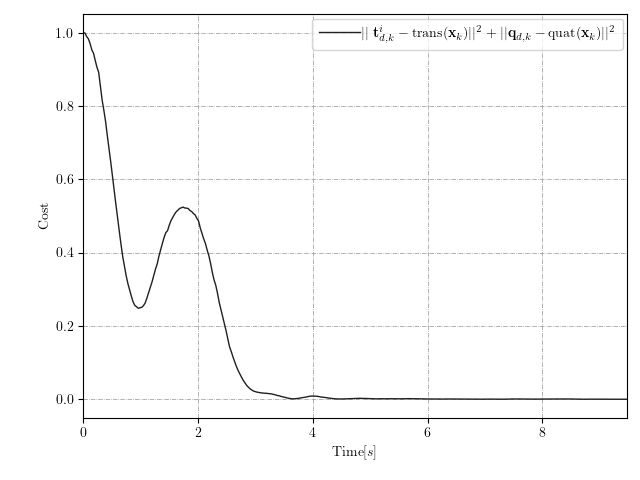 || t^i_{d,k} − trans(x_k)||² + ||q_{d,k} − quat(x_k)||²
1.0
0.8
0.6
0.4
0.2
0.0
Cost
0 2 4 6 8
Time[s]